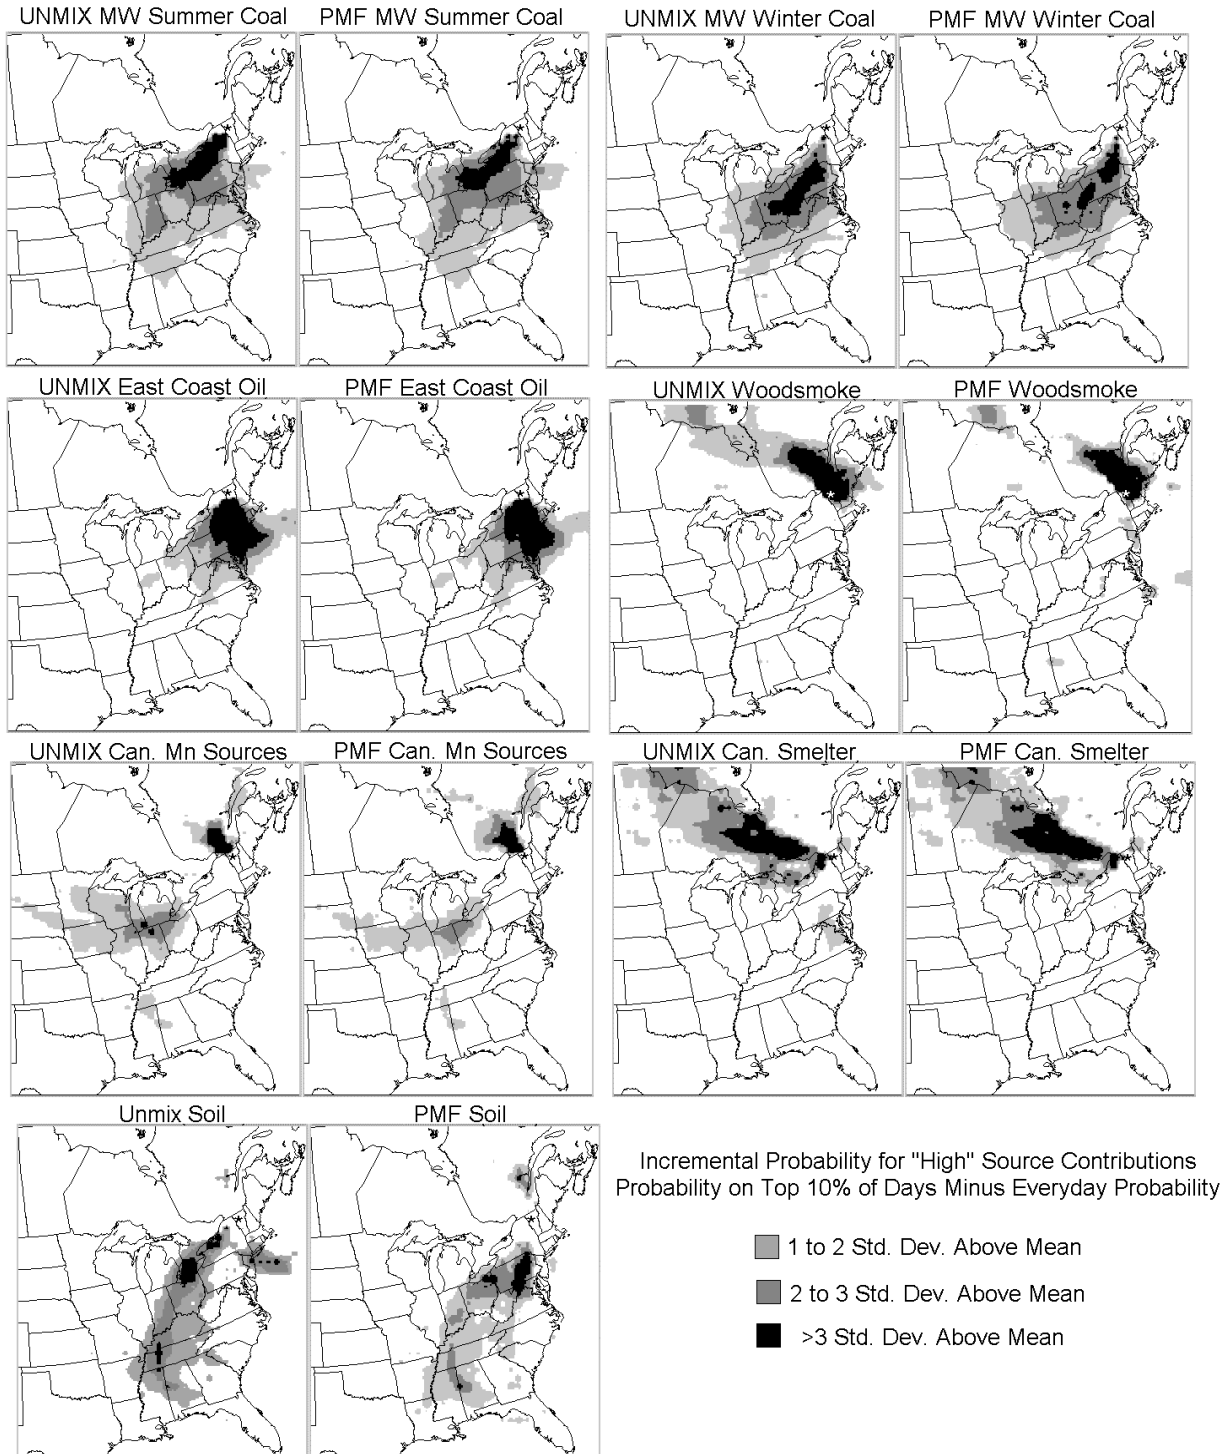 UNMIX MW Summer Coal
PMF MW Summer Coal
UNMIX MW Winter Coal
PMF MW Winter Coal
UNMIX East Coast Oil
PMF East Coast Oil
UNMIX Woodsmoke
PMF Woodsmoke
UNMIX Can. Mn Sources
PMF Can. Mn Sources
UNMIX Can. Smelter
PMF Can. Smelter
Unmix Soil
PMF Soil
Incremental Probability for "High" Source Contributions
Probability on Top 10% of Days Minus Everyday Probability
1 to 2 Std. Dev. Above Mean
2 to 3 Std. Dev. Above Mean
>3 Std. Dev. Above Mean